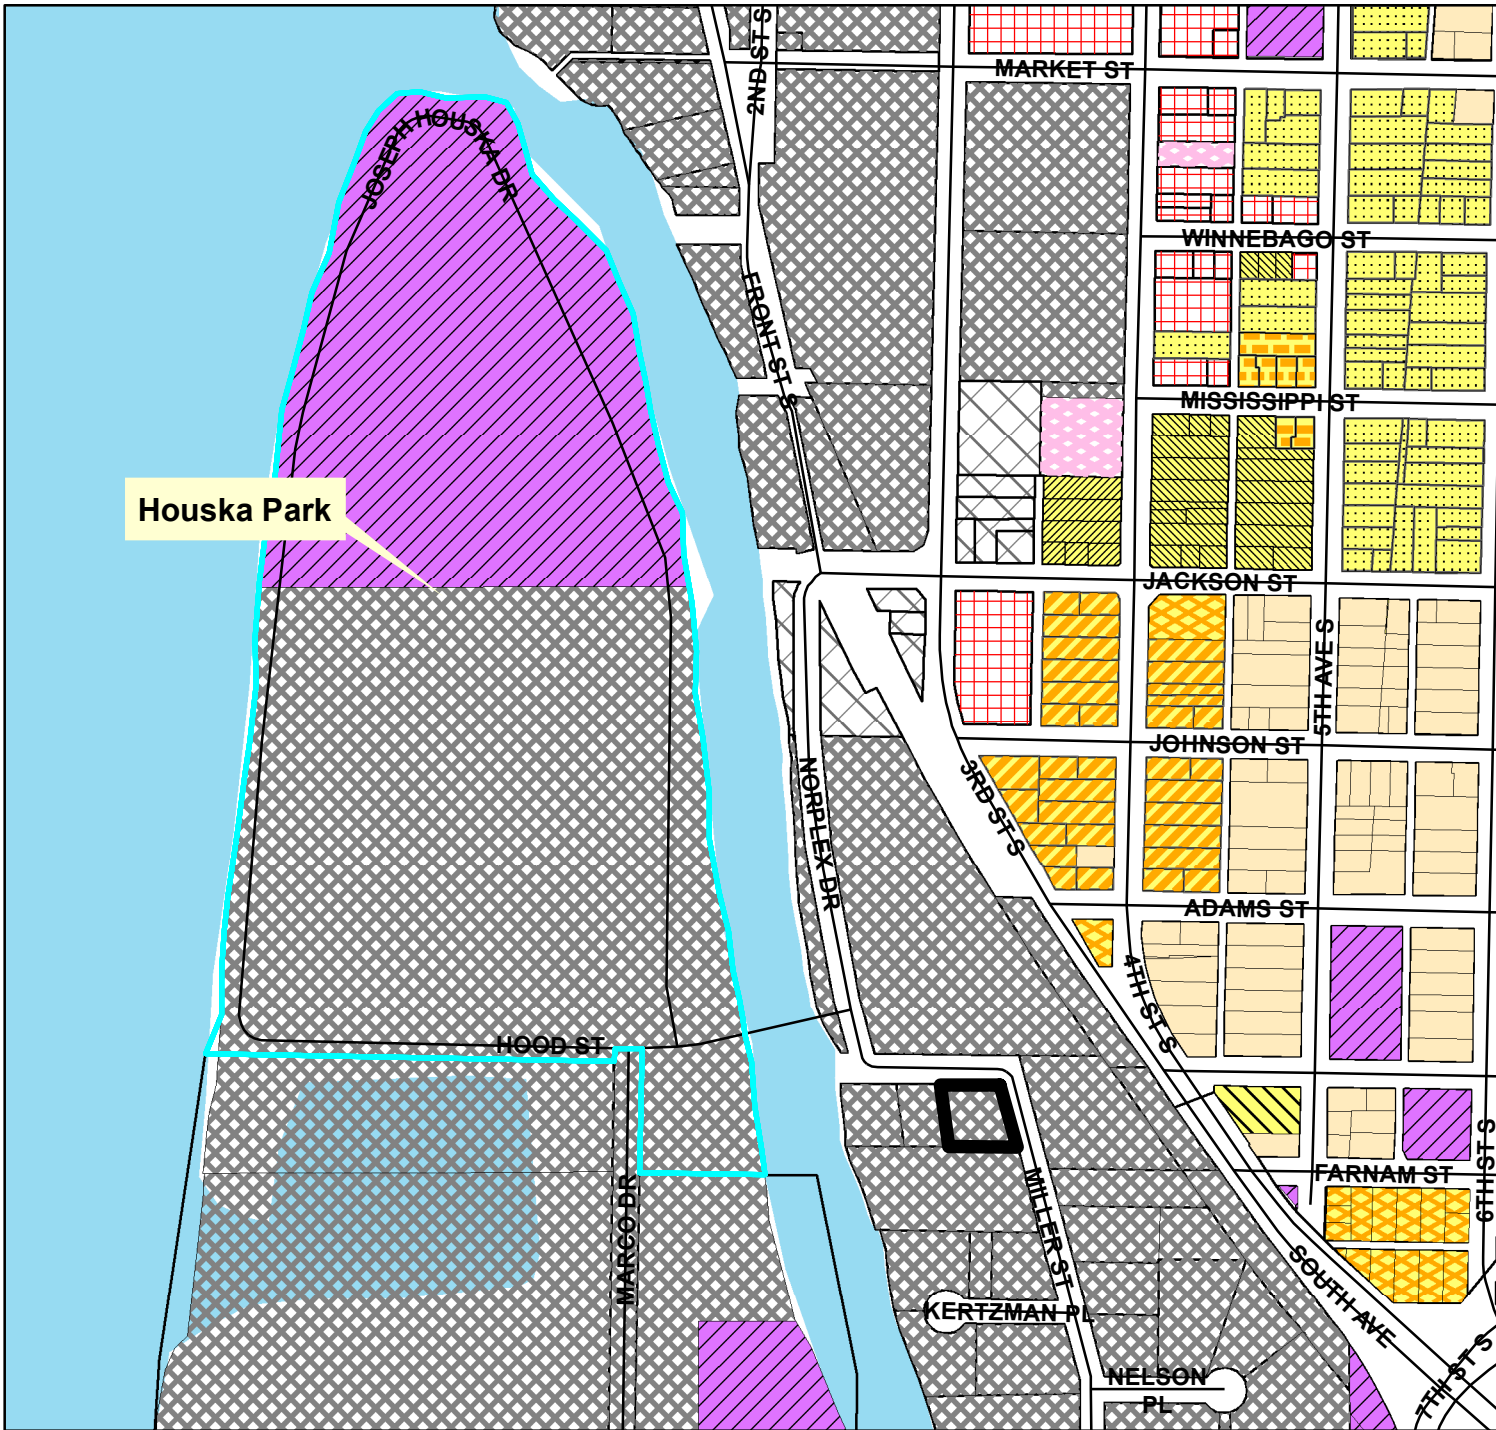 2ND ST S
MARKET ST
JOSEPH HOUSKA DR
WINNEBAGO ST
FRONT ST S
MISSISSIPPI ST
Houska Park
JACKSON ST
5TH AVE S
JOHNSON ST
3RD ST S
NORPLEX DR
ADAMS ST
4TH ST S
HOOD ST
FARNAM ST
6TH ST S
MILLER ST
MARCO DR
SOUTH AVE
KERTZMAN PL
NELSON
PL
7TH ST S